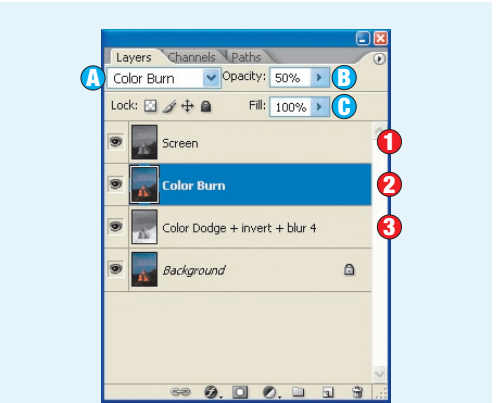 Layers Channels Paths
A Color Burn Opacity: 50% B
Lock: Fill: 100% C
Screen 1
Color Burn 2
Color Dodge + invert + blur 4 3
Background